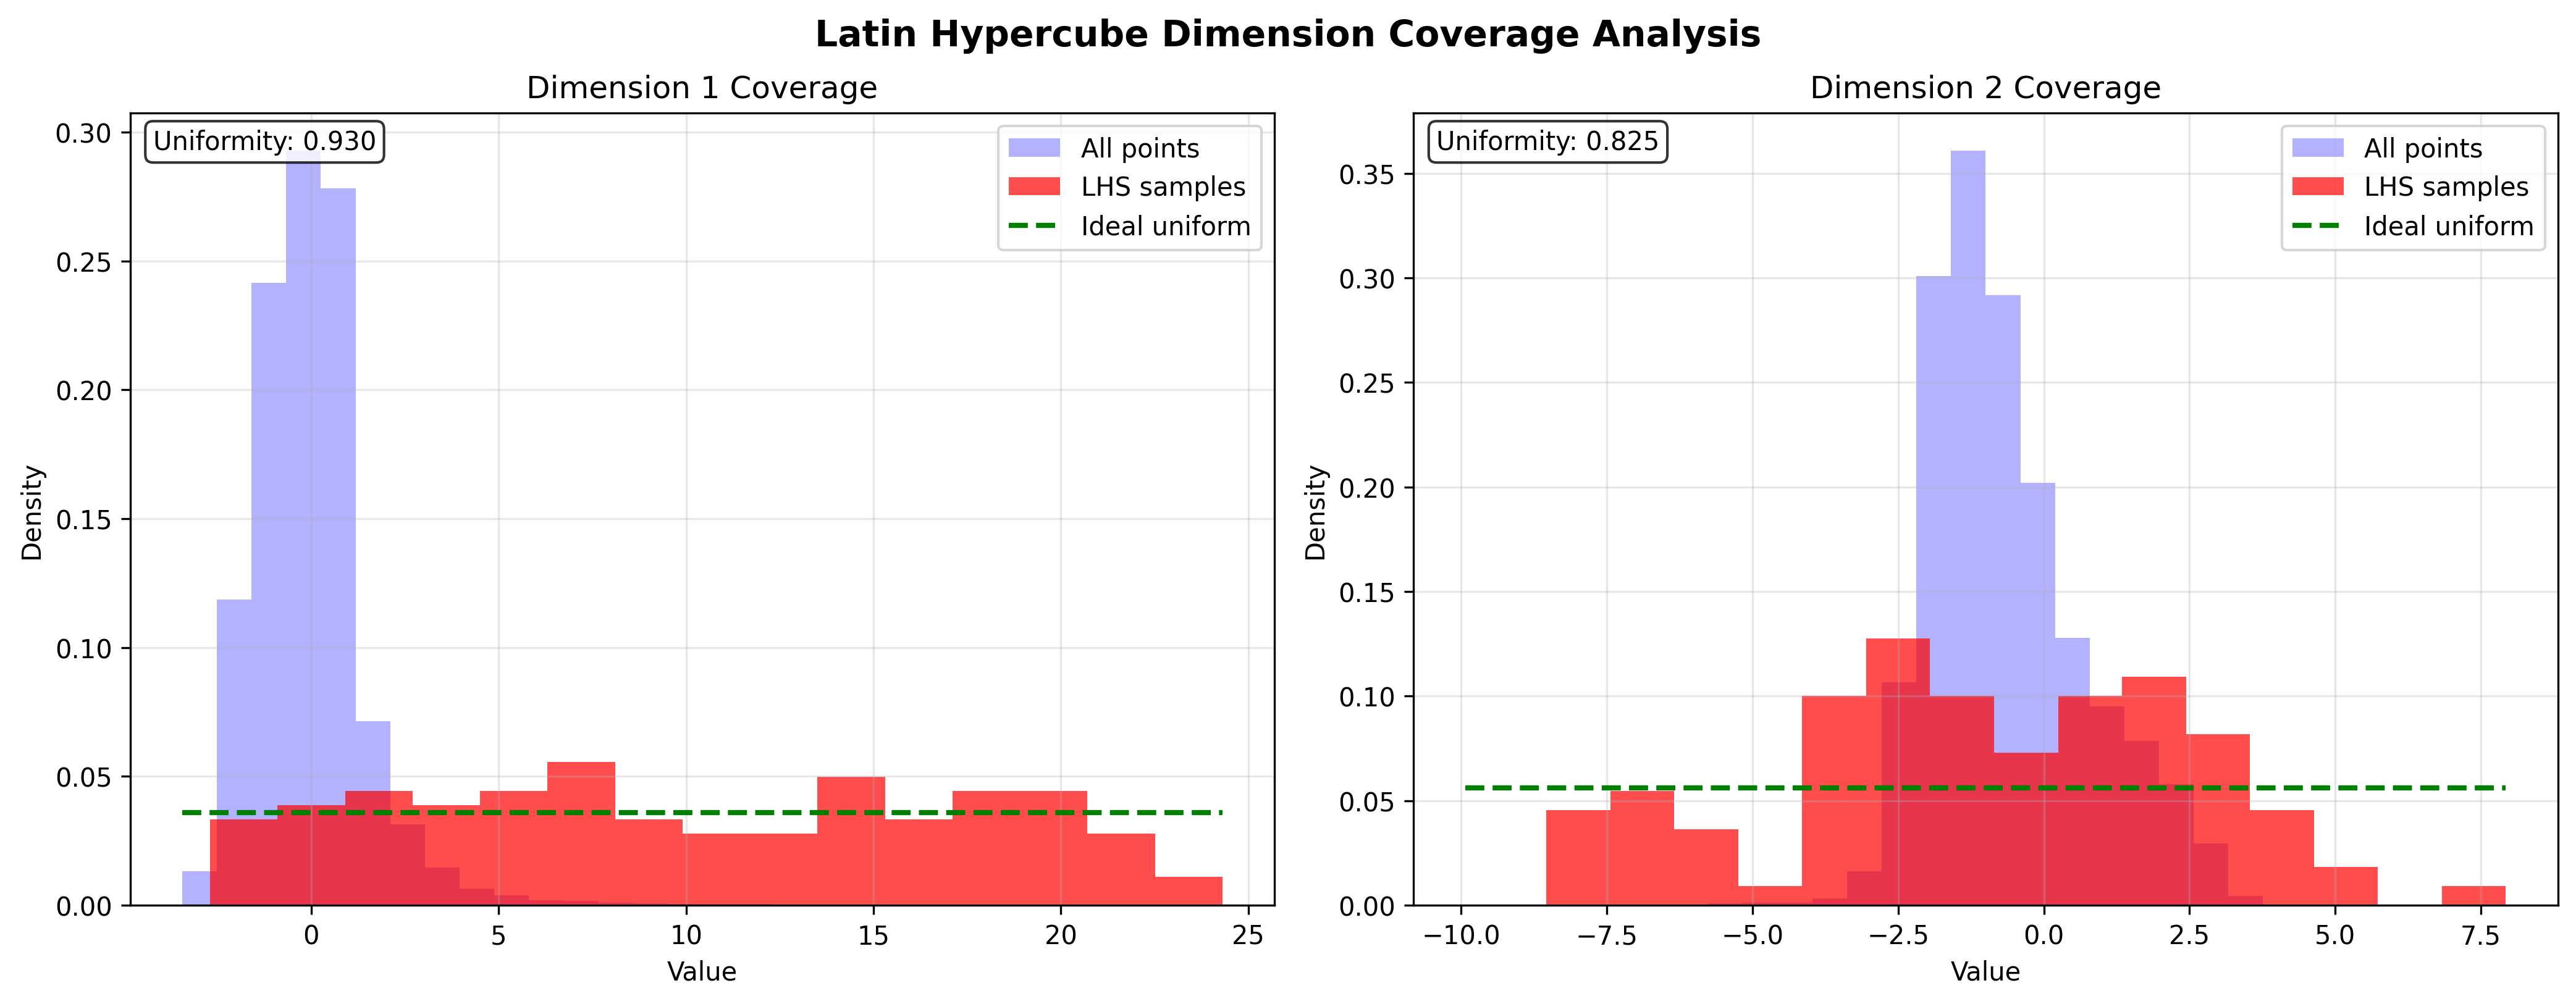 Latin Hypercube Dimension Coverage Analysis
Dimension 1 Coverage
Uniformity: 0.930
All points
LHS samples
Ideal uniform
0.30
0.25
0.20
0.15
0.10
0.05
0.00
Density
0 5 10 15 20 25
Value
Dimension 2 Coverage
Uniformity: 0.825
All points
LHS samples
Ideal uniform
0.35
0.30
0.25
0.20
0.15
0.10
0.05
0.00
Density
−10.0 −7.5 −5.0 −2.5 0.0 2.5 5.0 7.5
Value